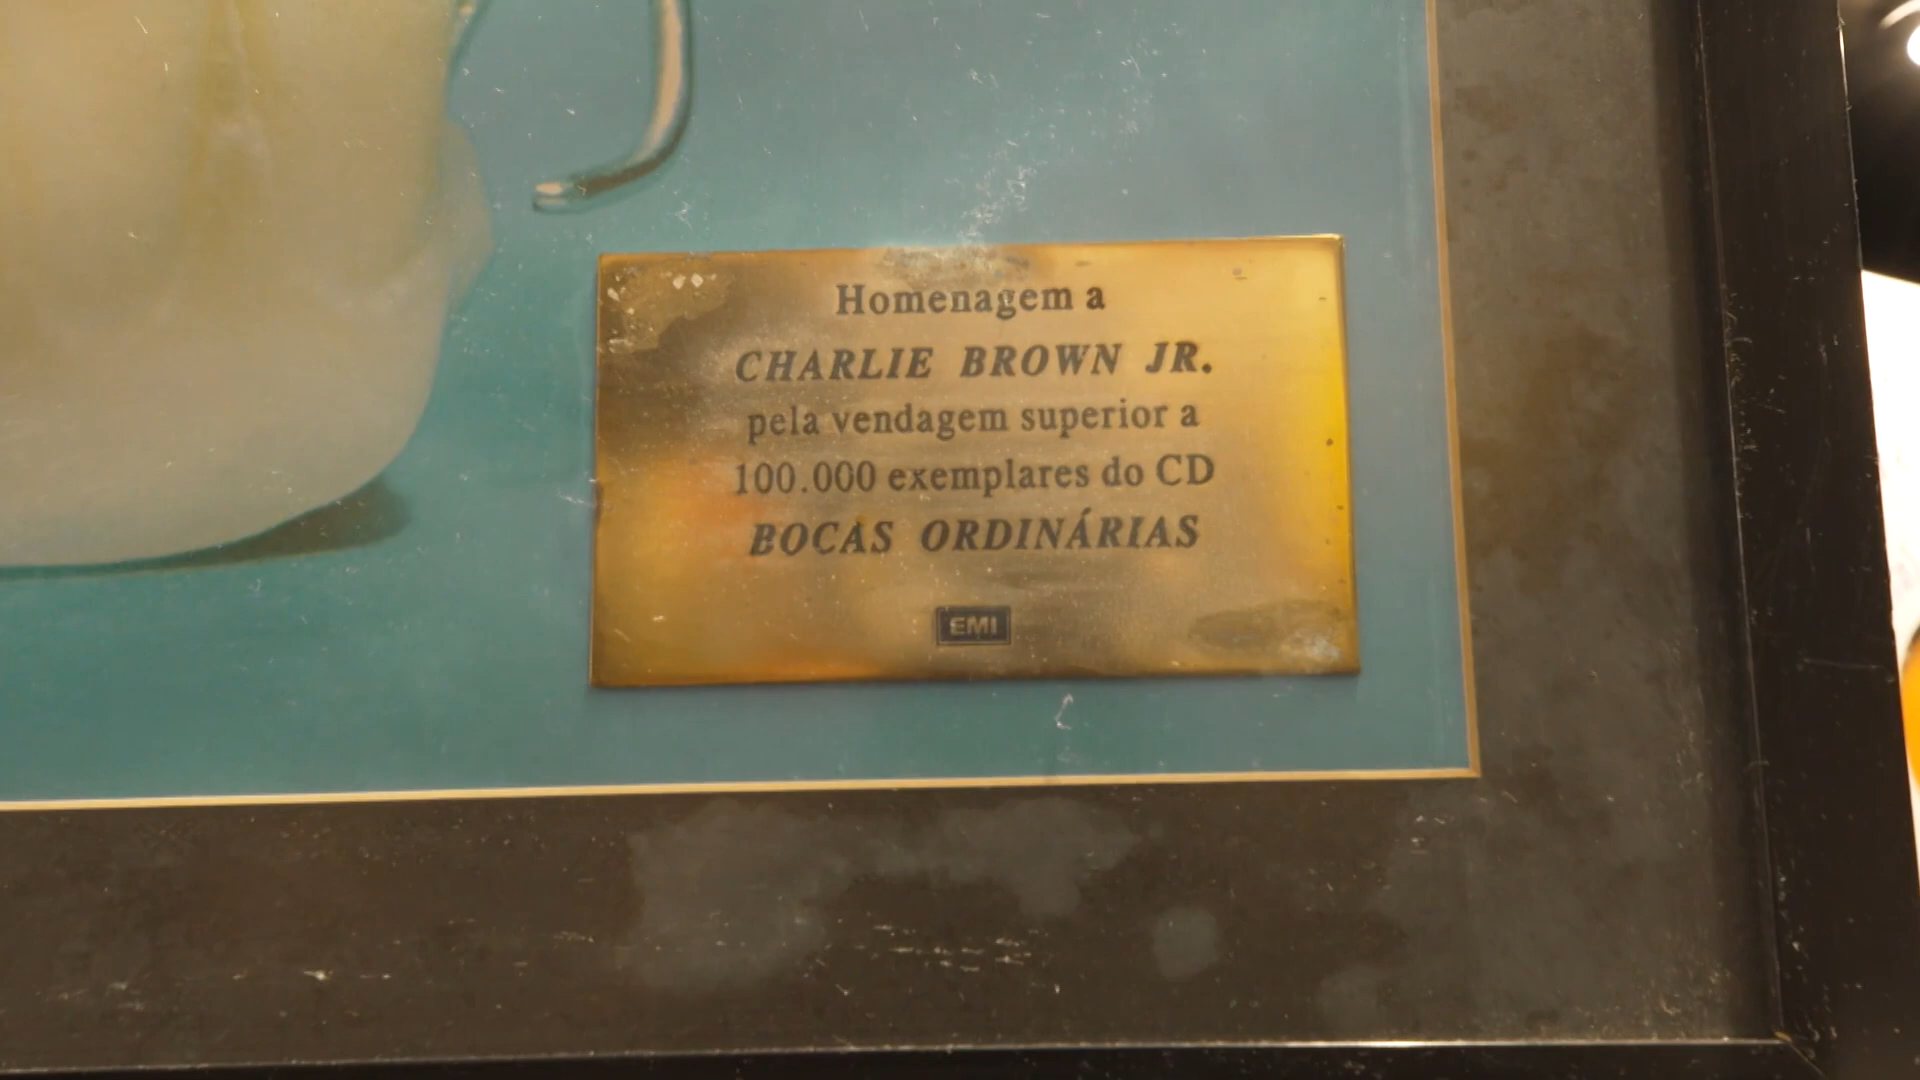 Homenagem a
CHARLIE BROWN JR.
pela vendagem superior a
100.000 exemplares do CD
BOCAS ORDINÁRIAS
EMI